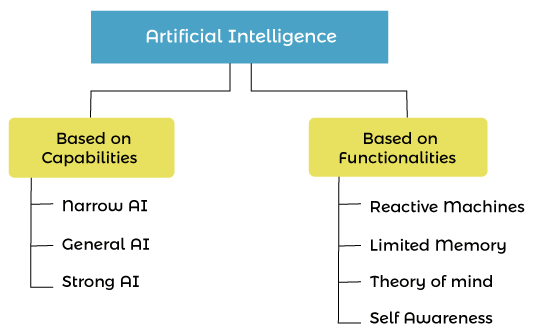 Artificial Intelligence
Based on
Capabilities
Narrow AI
General AI
Strong AI
Based on
Functionalities
Reactive Machines
Limited Memory
Theory of mind
Self Awareness